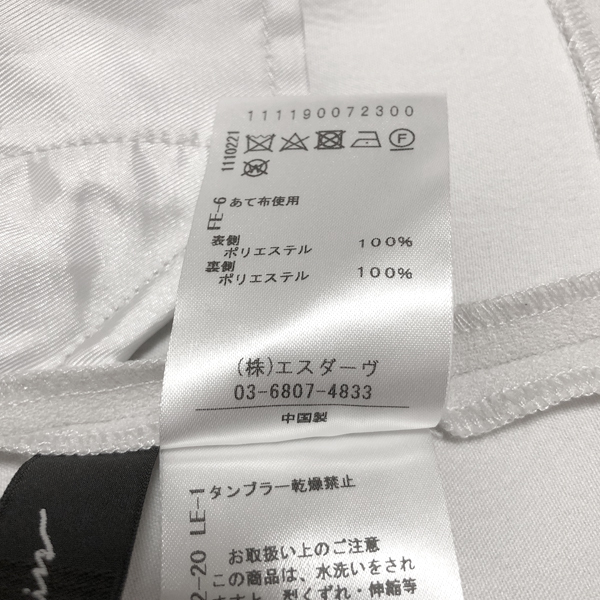 111190072300
1110221
FE-6
あて布使用
表側
ポリエステル 100%
裏側
ポリエステル 100%
(株)エスダーヴ
03-6807-4833
中国製
2-20 LE-1
タンブラー乾燥禁止
お取扱い上のご注意
この商品は、水洗いをされ
ますと、型くずれ・伸縮等